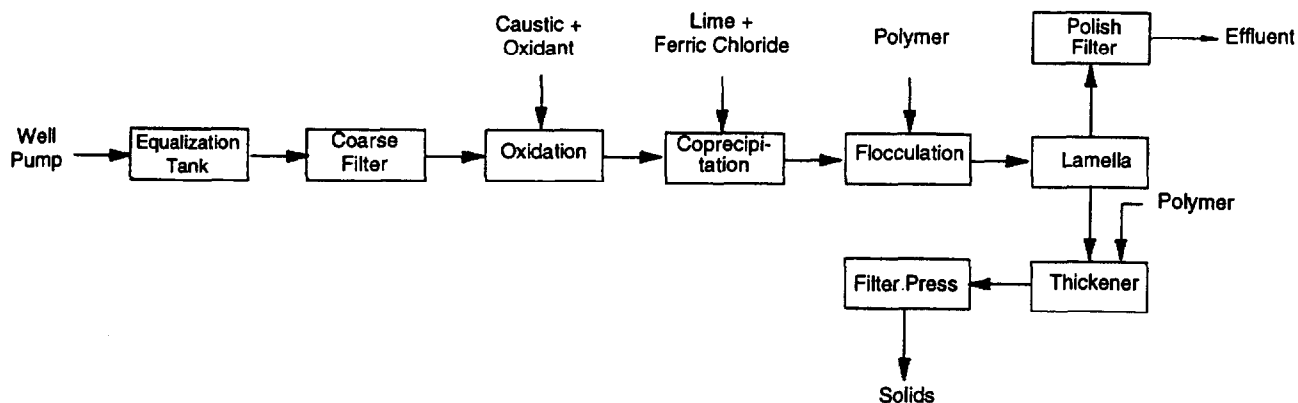 Caustic +
Oxidant
Lime +
Ferric Chloride
Polymer
Polish
Filter
Effluent
Well
Pump
Equalization
Tank
Coarse
Filter
Oxidation
Coprecipi-
tation
Flocculation
Lamella
Polymer
Filter Press
Thickener
Solids